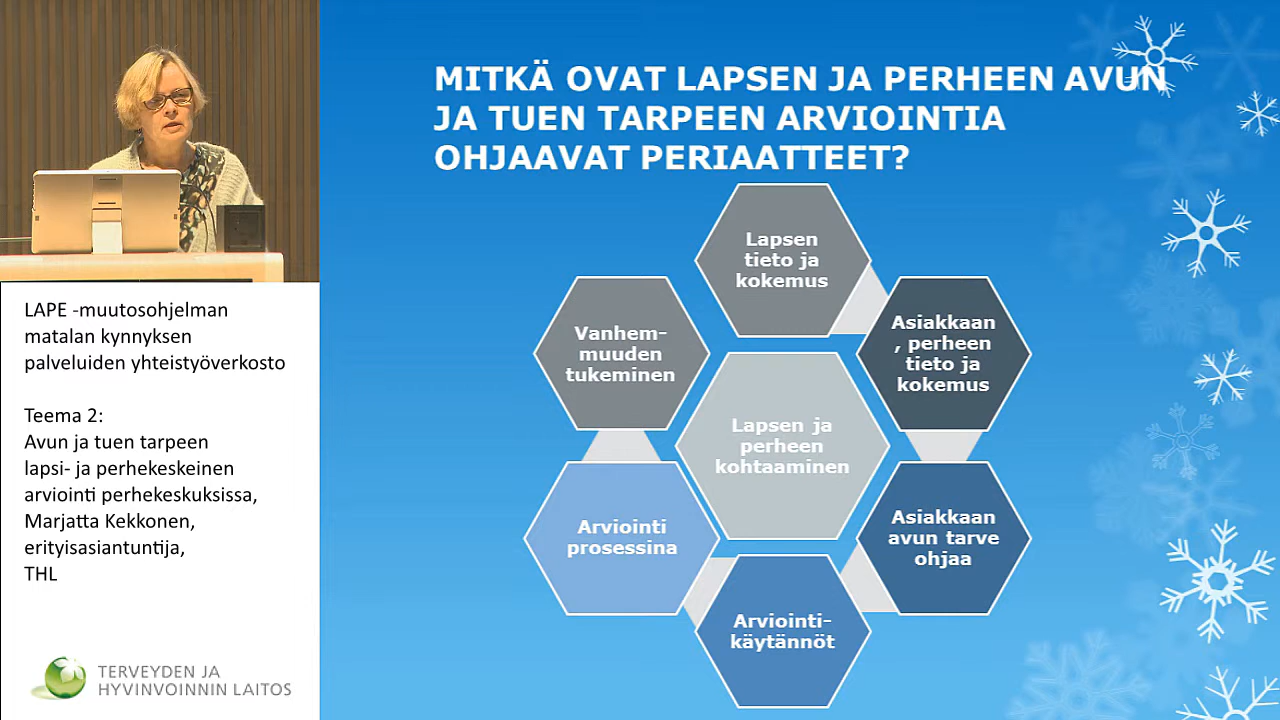 MITKÄ OVAT LAPSEN JA PERHEEN AVUN
JA TUEN TARPEEN ARVIOINTIA
OHJAAVAT PERIAATTEET?
Lapsen
tieto ja
kokemus
Asiakkaan
, perheen
tieto ja
kokemus
Asiakkaan
avun tarve
ohjaa
Arviointi-
käytännöt
Arviointi
prosessina
Vanhem-
muuden
tukeminen
Lapsen ja
perheen
kohtaaminen
LAPE -muutosohjelman
matalan kynnyksen
palveluiden yhteistyöverkosto
Teema 2:
Avun ja tuen tarpeen
lapsi- ja perhekeskeinen
arviointi perhekeskuksissa,
Marjatta Kekkonen,
erityisasiantuntija,
THL
TERVEYDEN JA
HYVINVOINNIN LAITOS